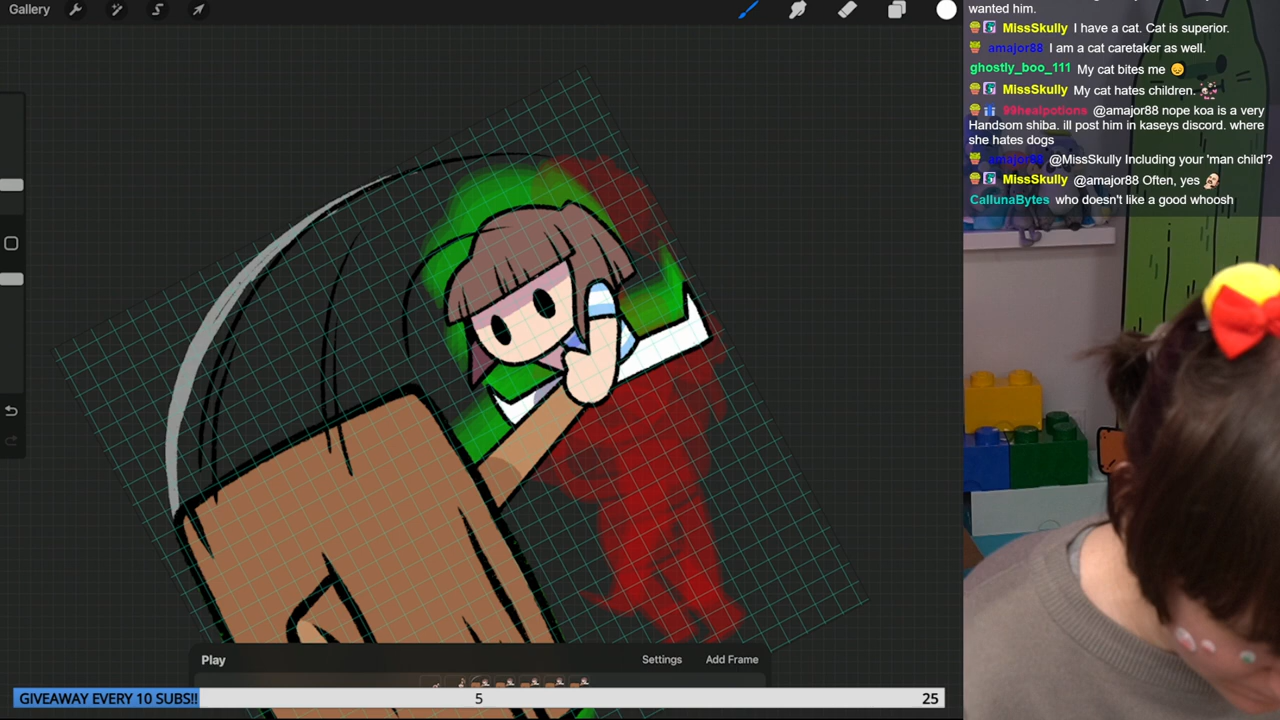 Gallery
wanted him.
MissSkully I have a cat. Cat is superior.
amajor88 I am a cat caretaker as well.
ghostly_boo_111 My cat bites me
MissSkully My cat hates children.
99healpotions @amajor88 nope koa is a very
Handsom shiba. ill post him in kaseys discord. where
she hates dogs
amajor88 @MissSkully Including your 'man child'?
MissSkully @amajor88 Often, yes
CallunaBytes who doesn't like a good whoosh
Play
Settings
Add Frame
GIVEAWAY EVERY 10 SUBS!!
5
25